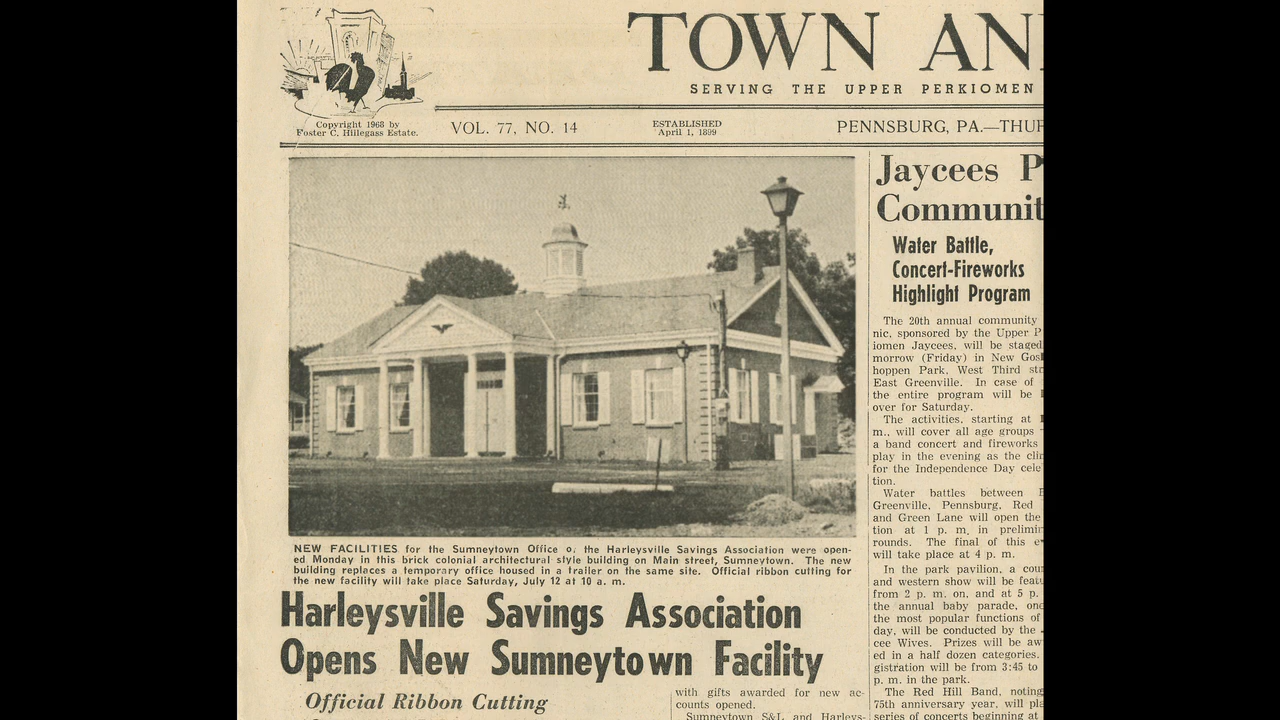 TOWN AN
SERVING THE UPPER PERKIOMEN
Copyright 1968 by
Foster C. Hillegass Estate.
VOL. 77, NO. 14
ESTABLISHED
April 1, 1899
PENNSBURG, PA.—THUR
NEW FACILITIES for the Sumneytown Office o; the Harleysville Savings Association were open-
ed Monday in this brick colonial architectural style building on Main street, Sumneytown. The new
building replaces a temporary office housed in a trailer on the same site. Official ribbon cutting for
the new facility will take place Saturday, July 12 at 10 a. m.
Harleysville Savings Association
Opens New Sumneytown Facility
Official Ribbon Cutting
with gifts awarded for new ac-
counts opened.
Sumneytown S&L and Harleys-
Jaycees P
Communit
Water Battle,
Concert-Fireworks
Highlight Program
The 20th annual community
nic, sponsored by the Upper P
iomen Jaycees, will be staged
morrow (Friday) in New Gos
hoppen Park, West Third str
East Greenville. In case of
the entire program will be
over for Saturday.
The activities, starting at
m., will cover all age groups
a band concert and fireworks
play in the evening as the clim
for the Independence Day cele
tion.
Water battles between E
Greenville, Pennsburg, Red
and Green Lane will open the
tion at 1 p. m. in prelimin
rounds. The final of this e
will take place at 4 p. m.
In the park pavilion, a cou
and western show will be featu
from 2 p. m. on, and at 5 p.
the annual baby parade, one
the most popular functions of
day, will be conducted by the
cee Wives. Prizes will be aw
ed in a half dozen categories.
gistration will be from 3:45 to
p. m. in the park.
The Red Hill Band, noting
75th anniversary year, will pla
series of concerts beginning at